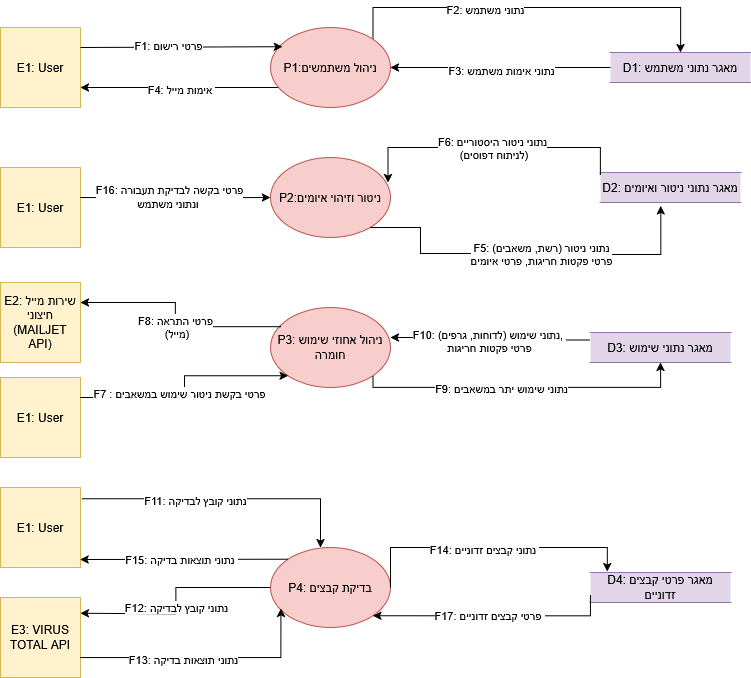 F2: נתוני משתמש
F1: פרטי רישום
E1: User
P1:ניהול משתמשים
F3: נתוני אימות משתמש
D1: מאגר נתוני משתמש
F4: אימות מייל
F6: נתוני ניטור היסטוריים
(לניתוח דפוסים)
E1: User
F16: פרטי בקשה לבדיקת תעבורה
ונתוני משתמש
P2:ניטור וזיהוי איומים
D2: מאגר נתוני ניטור ואיומים
F5: נתוני ניטור (רשת, משאבים)
פרטי פקטות חריגות, פרטי איומים
E2: שירות מייל
חיצוני
(MAILJET
API)
F8: פרטי התראה
(מייל)
P3: ניהול אחוזי שימוש
חומרה
F10: נתוני שימוש (לדוחות, גרפים),
פרטי פקטות חריגות
D3: מאגר נתוני שימוש
F7: פרטי בקשת ניטור שימוש במשאבים
F9: נתוני שימוש יתר במשאבים
E1: User
F11: נתוני קובץ לבדיקה
E1: User
F15: נתוני תוצאות בדיקה
F14: נתוני קבצים זדוניים
P4: בדיקת קבצים
D4: מאגר פרטי קבצים
זדוניים
F12: נתוני קובץ לבדיקה
F17: פרטי קבצים זדוניים
E3: VIRUS
TOTAL API
F13: נתוני תוצאות בדיקה